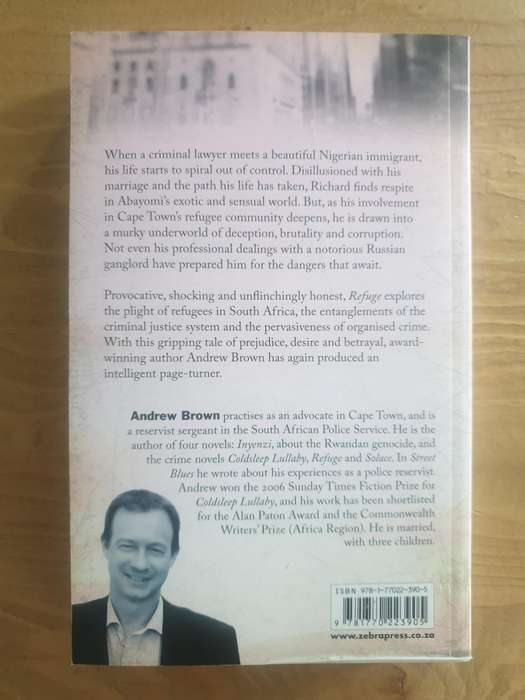 When a criminal lawyer meets a beautiful Nigerian immigrant,
his life starts to spiral out of control. Disillusioned with his
marriage and the path his life has taken, Richard finds respite
in Abayomi's exotic and sensual world. But, as his involvement
in Cape Town's refugee community deepens, he is drawn into
a murky underworld of deception, brutality and corruption.
Not even his professional dealings with a notorious Russian
ganglord have prepared him for the dangers that await.
Provocative, shocking and unflinchingly honest, Refuge explores
the plight of refugees in South Africa, the entanglements of the
criminal justice system and the pervasiveness of organised crime.
With this gripping tale of prejudice, desire and betrayal, award-
winning author Andrew Brown has again produced an
intelligent page-turner.
Andrew Brown practises as an advocate in Cape Town, and is
a reservist sergeant in the South African Police Service. He is the
author of four novels: Inyenzi, about the Rwandan genocide, and
the crime novels Coldsleep Lullaby, Refuge and Solace. In Street
Blues he wrote about his experiences as a police reservist.
Andrew won the 2006 Sunday Times Fiction Prize for
Coldsleep Lullaby, and his work has been shortlisted
for the Alan Paton Award and the Commonwealth
Writers' Prize (Africa Region). He is married,
with three children.
ISBN 978-1-77022-390-5
9 781770 223905
www.zebrapress.co.za